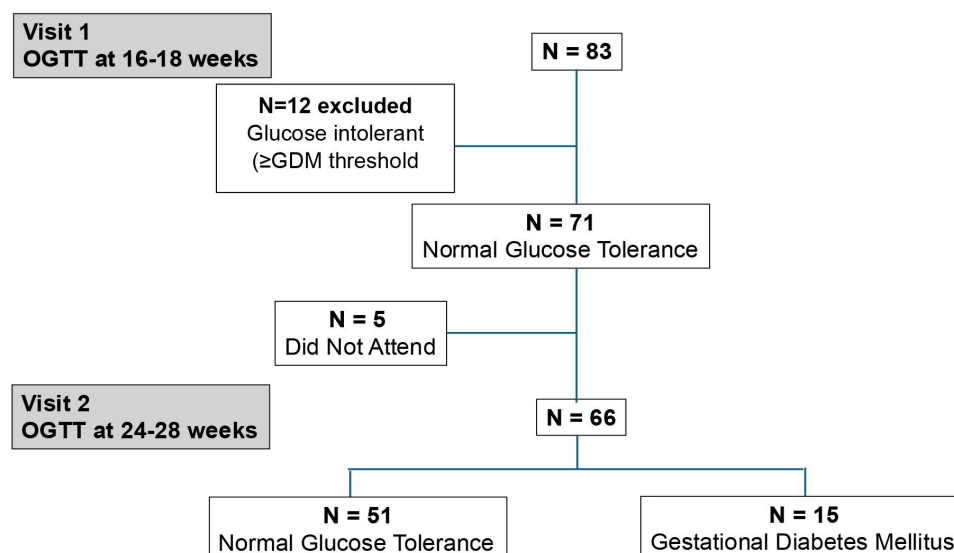 Visit 1
OGTT at 16-18 weeks
N = 83
N=12 excluded
Glucose intolerant
(≥GDM threshold
N = 71
Normal Glucose Tolerance
N = 5
Did Not Attend
Visit 2
OGTT at 24-28 weeks
N = 66
N = 51
Normal Glucose Tolerance
N = 15
Gestational Diabetes Mellitus